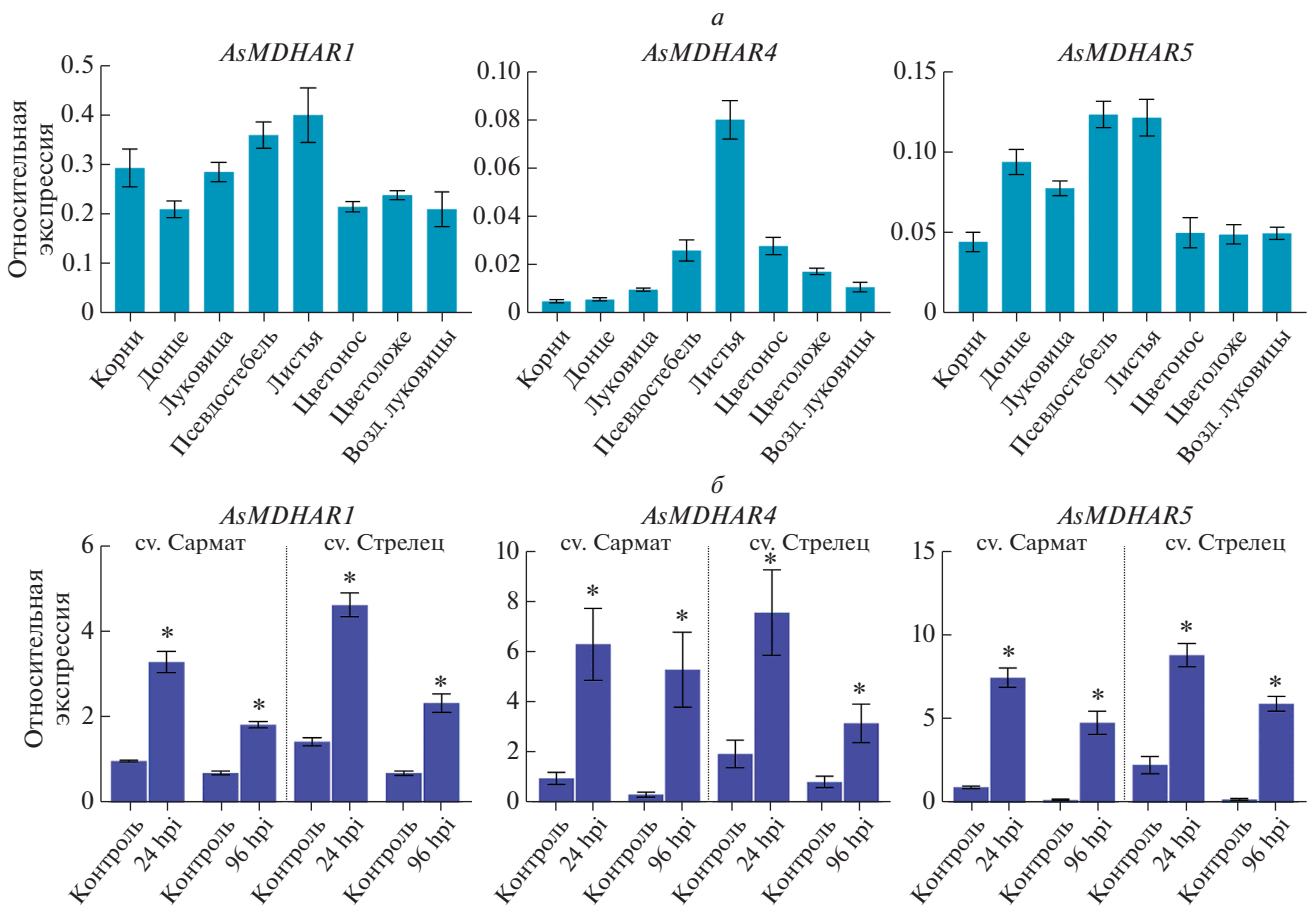 а
AsMDHAR1
AsMDHAR4
AsMDHAR5
Относительная
экспрессия
0.5
0.4
0.3
0.2
0.1
0
0.10
0.08
0.06
0.04
0.02
0
0.15
0.10
0.05
0
Корни
Донце
Луковица
Псевдостебель
Листья
Цветонос
Цветоложе
Возд. луковицы
Корни
Донце
Луковица
Псевдостебель
Листья
Цветонос
Цветоложе
Возд. луковицы
Корни
Донце
Луковица
Псевдостебель
Листья
Цветонос
Цветоложе
Возд. луковицы
б
AsMDHAR1
AsMDHAR4
AsMDHAR5
cv. Сармат
cv. Стрелец
cv. Сармат
cv. Стрелец
cv. Сармат
cv. Стрелец
Относительная
экспрессия
6
4
2
0
10
8
6
4
2
0
15
10
5
0
*
*
*
*
*
*
*
*
*
*
*
*
Контроль
24 hpi
Контроль
96 hpi
Контроль
24 hpi
Контроль
96 hpi
Контроль
24 hpi
Контроль
96 hpi
Контроль
24 hpi
Контроль
96 hpi
Контроль
24 hpi
Контроль
96 hpi
Контроль
24 hpi
Контроль
96 hpi